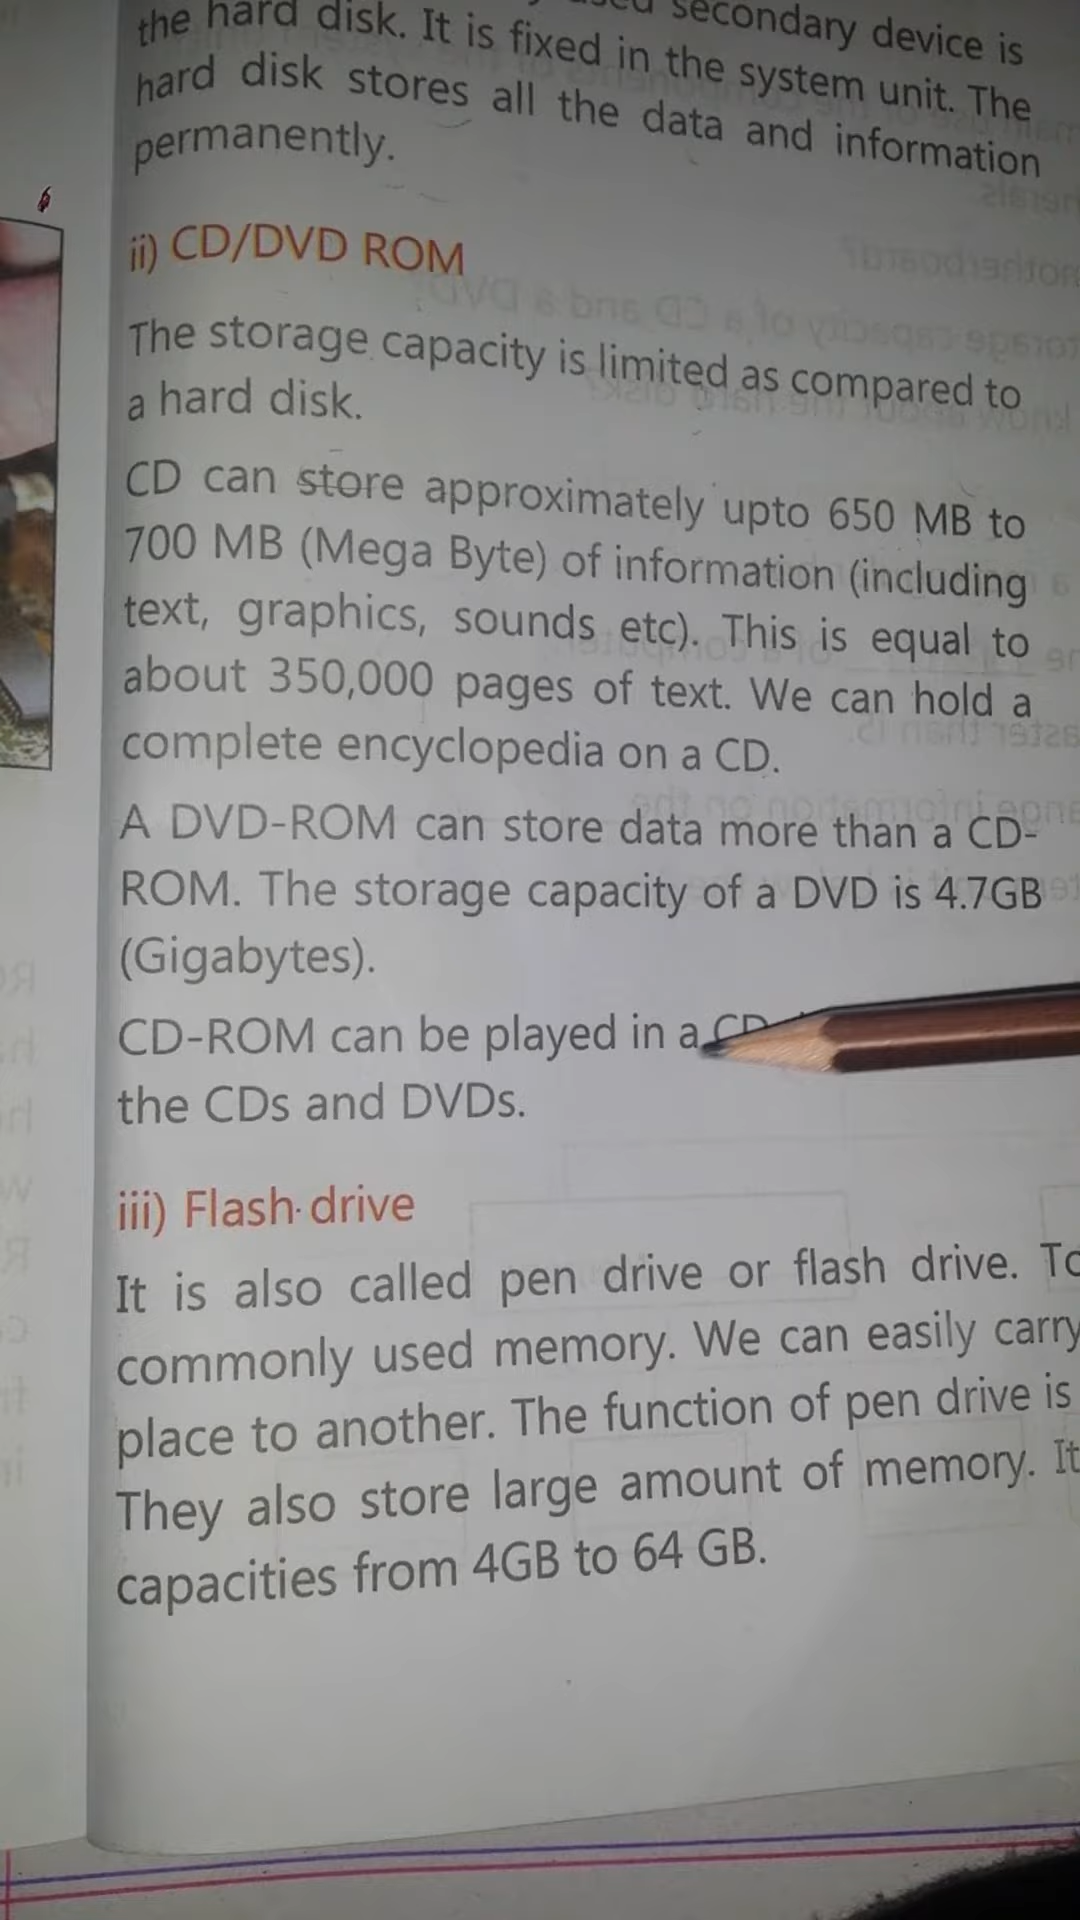 secondary device is
the hard disk. It is fixed in the system unit. The
hard disk stores all the data and information
permanently.
ii) CD/DVD ROM
The storage capacity is limited as compared to
a hard disk.
CD can store approximately upto 650 MB to
700 MB (Mega Byte) of information (including
text, graphics, sounds etc). This is equal to
about 350,000 pages of text. We can hold a
complete encyclopedia on a CD.
A DVD-ROM can store data more than a CD-
ROM. The storage capacity of a DVD is 4.7GB
(Gigabytes).
CD-ROM can be played in a CD
the CDs and DVDs.
iii) Flash drive
It is also called pen drive or flash drive.
commonly used memory. We can easily carry
place to another. The function of pen drive is
They also store large amount of memory. It
capacities from 4GB to 64 GB.